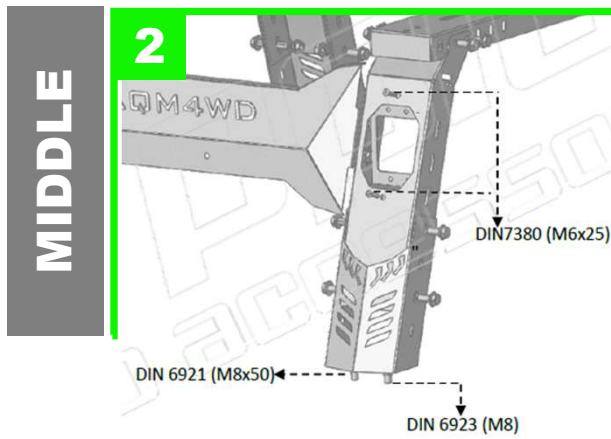 MIDDLE
2
QM4WD
DIN7380 (M6x25)
"
DIN 6921 (M8x50)
DIN 6923 (M8)